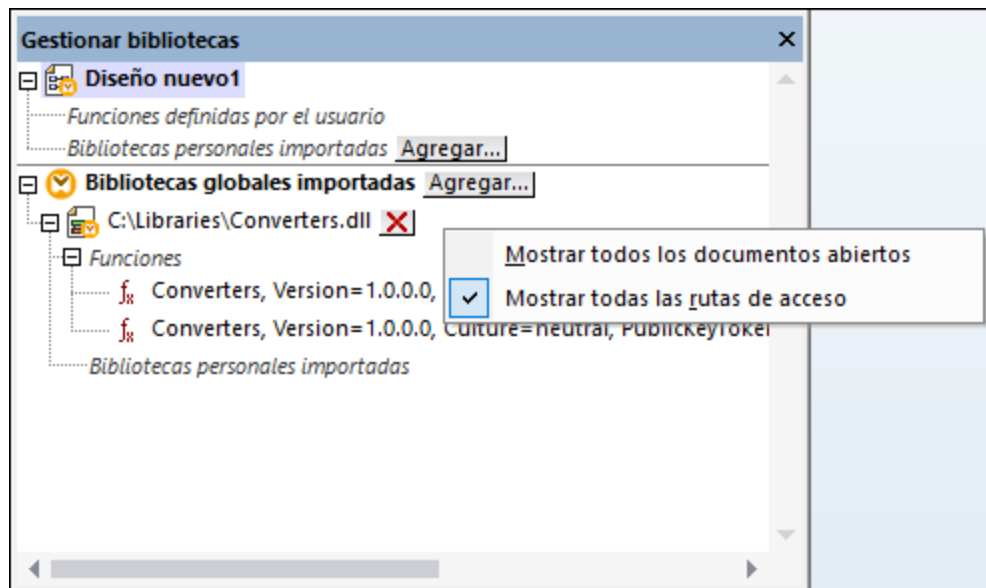 Gestionar bibliotecas
Diseño nuevo1
Funciones definidas por el usuario
Bibliotecas personales importadas Agregar...
Bibliotecas globales importadas Agregar...
C:\Libraries\Converters.dll
Mostrar todos los documentos abiertos
Funciones
Converters, Version=1.0.0.0,
Mostrar todas las rutas de acceso
Converters, Version=1.0.0.0, Culture=neutral, PublicKeyToken
Bibliotecas personales importadas